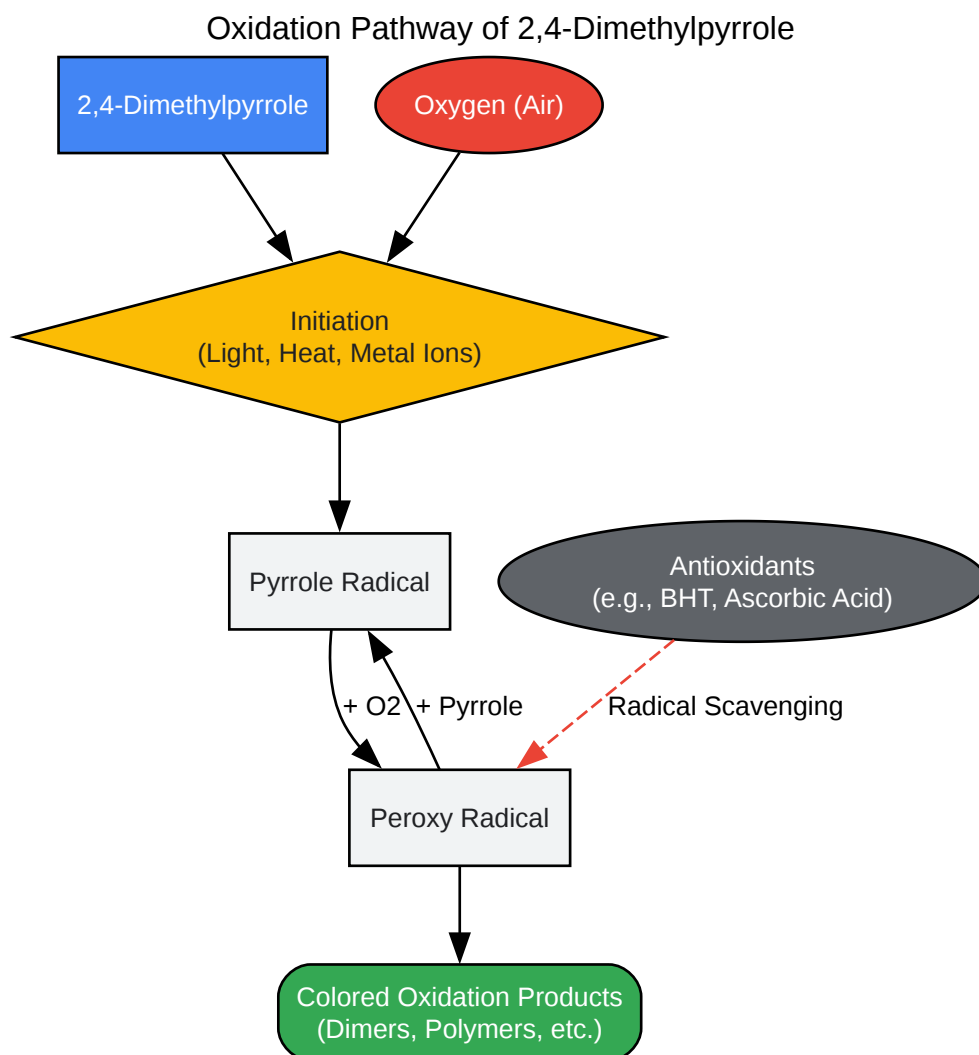 Oxidation Pathway of 2,4-Dimethylpyrrole
2,4-Dimethylpyrrole
Oxygen (Air)
Initiation
(Light, Heat, Metal Ions)
Pyrrole Radical
Antioxidants
(e.g., BHT, Ascorbic Acid)
+ O2
+ Pyrrole
Radical Scavenging
Peroxy Radical
Colored Oxidation Products
(Dimers, Polymers, etc.)